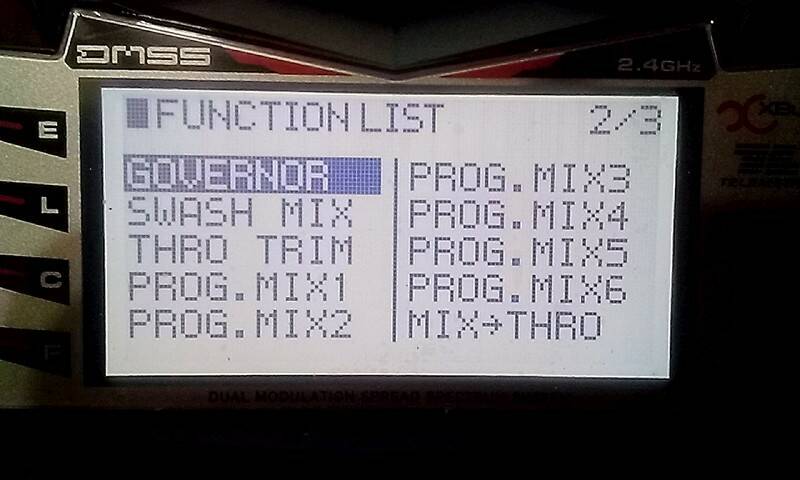 DMSS
2.4GHz
FUNCTION LIST 2/3
GOVERNOR
SWASH MIX
THRO TRIM
PROG.MIX1
PROG.MIX2
PROG.MIX3
PROG.MIX4
PROG.MIX5
PROG.MIX6
MIX→THRO
E
L
C
F
DUAL MODULATION SPREAD SPECTRUM